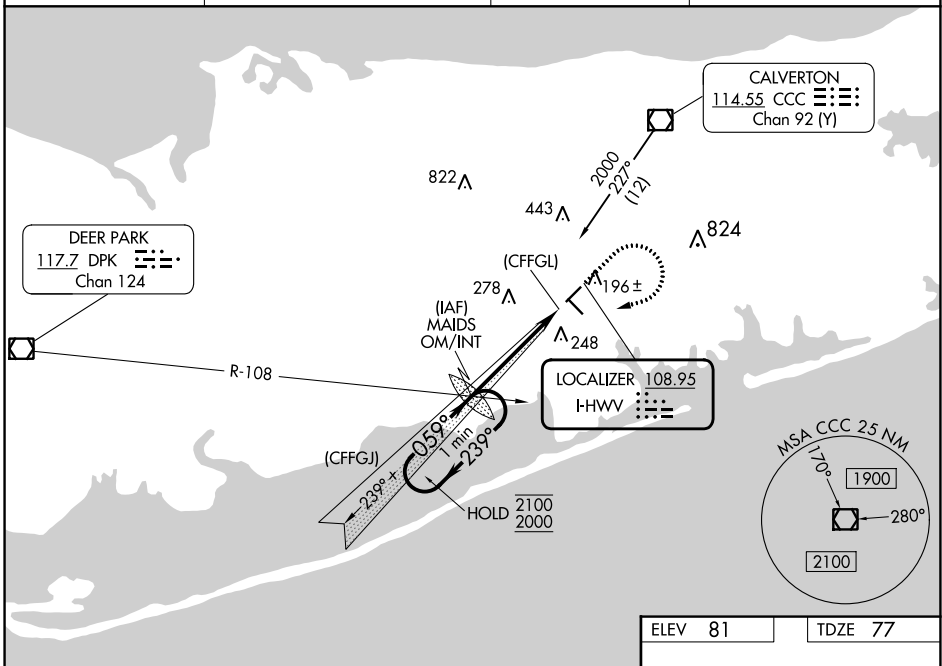 CALVERTON
114.55 CCC
Chan 92 (Y)
2000
227°
(12)
822
443
824
DEER PARK
117.7 DPK
Chan 124
(CFFGL)
278
196 ±
(IAF)
MAIDS
OM/INT
248
R-108
LOCALIZER 108.95
I-HWV
059°
1 min
239°
(CFFGJ)
239°
HOLD 2100
2000
MSA CCC 25 NM
170°
1900
280°
2100
ELEV 81
TDZE 77